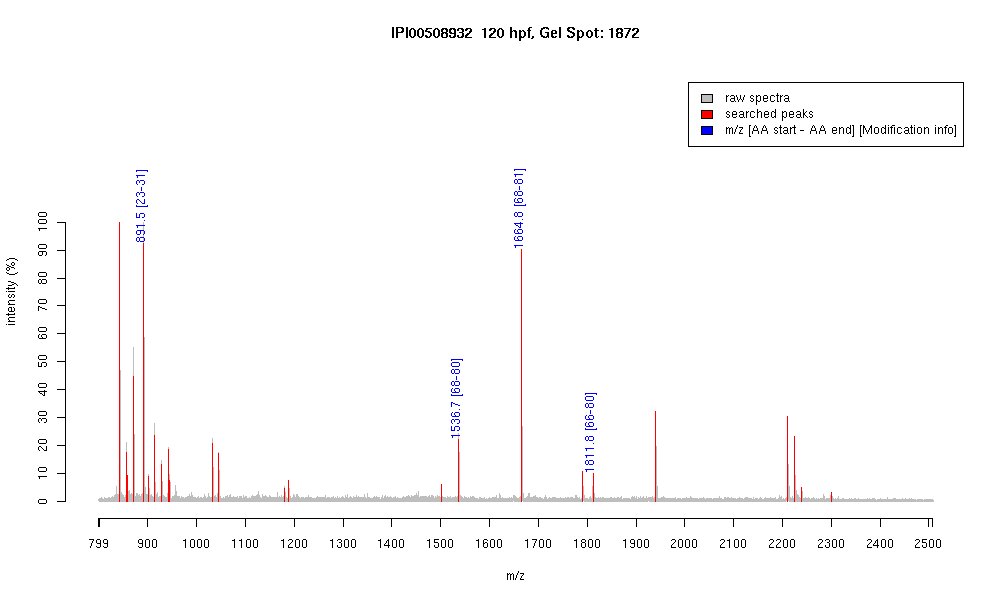 IPI00508932 120 hpf, Gel Spot: 1872
raw spectra
searched peaks
m/z [AA start - AA end] [Modification info]
891.5 [23-31]
1536.7 [68-80]
1664.8 [68-81]
1811.8 [66-80]
intensity (%)
100
90
80
70
60
50
40
30
20
10
0
799 900 1000 1100 1200 1300 1400 1500 1600 1700 1800 1900 2000 2100 2200 2300 2400 2500
m/z